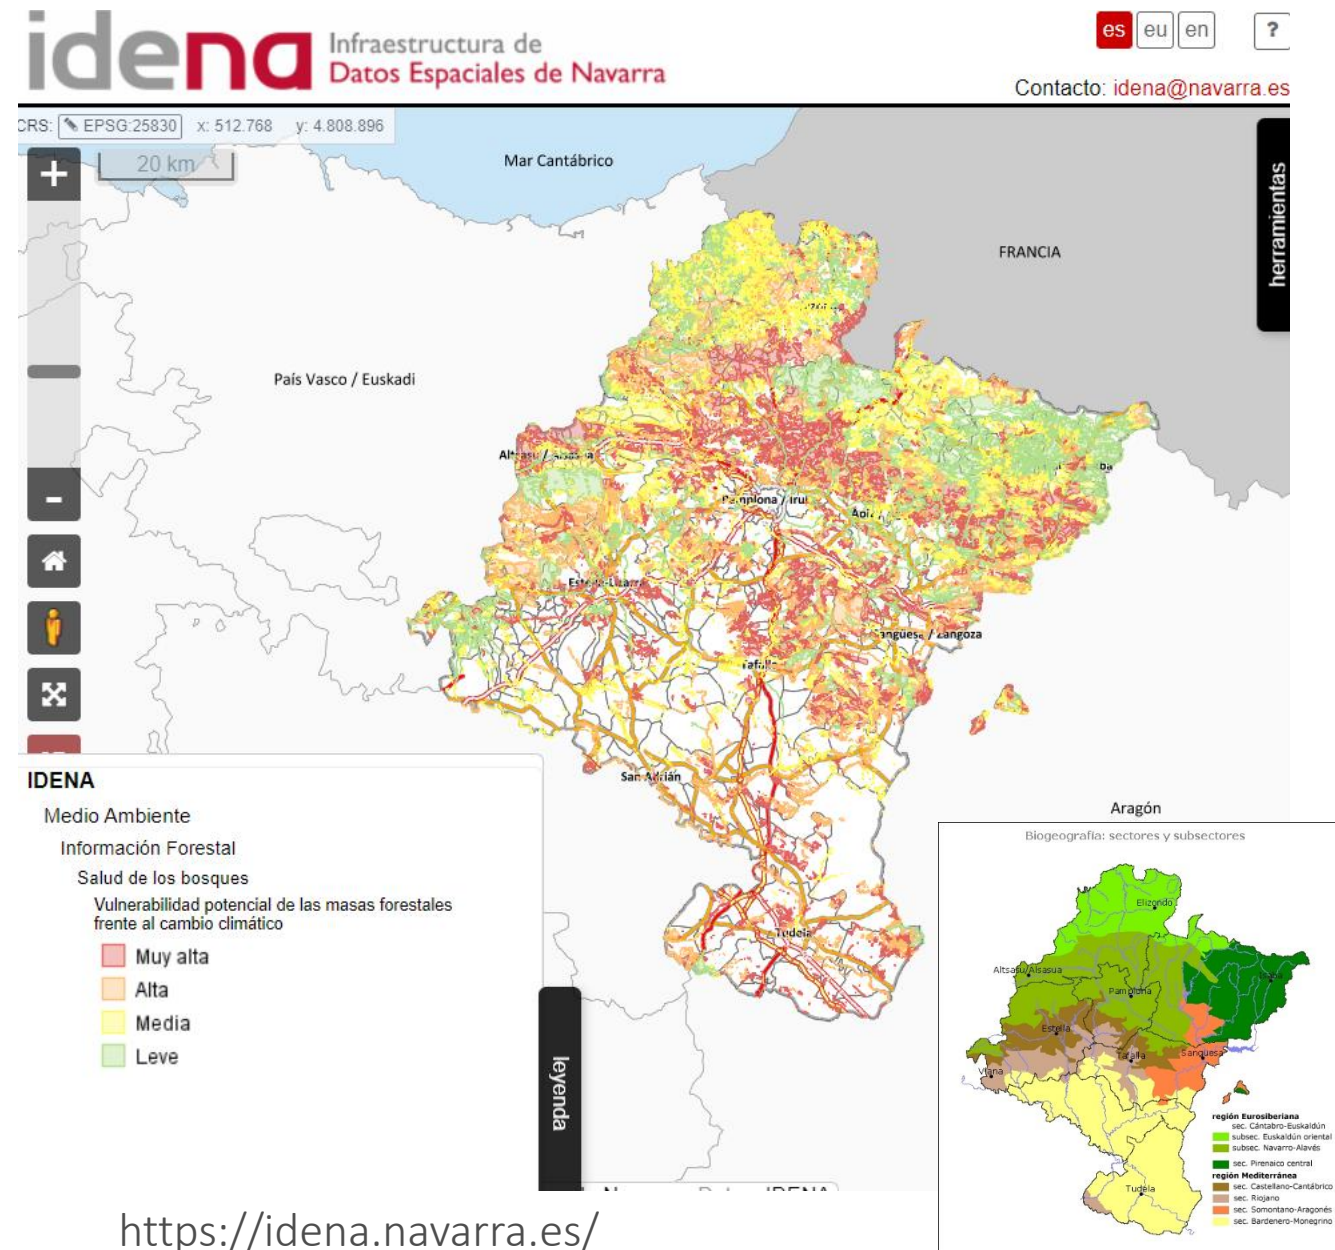 idena
Infraestructura de
Datos Espaciales de Navarra
es eu en ?
Contacto: idena@navarra.es
CRS: EPSG:25830 x: 512.768 y: 4.808.896
20 km
+
-
herramientas
Mar Cantábrico
FRANCIA
País Vasco / Euskadi
Pamplona / Iruñ
Estella-Lizarra
Sangüesa / Zangoza
Tafalla
San Adrián
Tudela
Aragón
IDENA
Medio Ambiente
Información Forestal
Salud de los bosques
Vulnerabilidad potencial de las masas forestales
frente al cambio climático
Muy alta
Alta
Media
Leve
leyenda
Biogeografía: sectores y subsectores
Elizondo
Altsasu/Alsasua
Pamplona
Isaba
Estella
Tafalla
Sangüesa
Viana
Tudela
región Eurosiberiana
sec. Cántabro-Euskaldún
subsec. Euskaldún oriental
subsec. Navarro-Alavés
sec. Pirenaico central
región Mediterránea
sec. Castellano-Cantábrico
sec. Riojano
sec. Somontano-Aragonés
sec. Bardenero-Monegrino
https://idena.navarra.es/